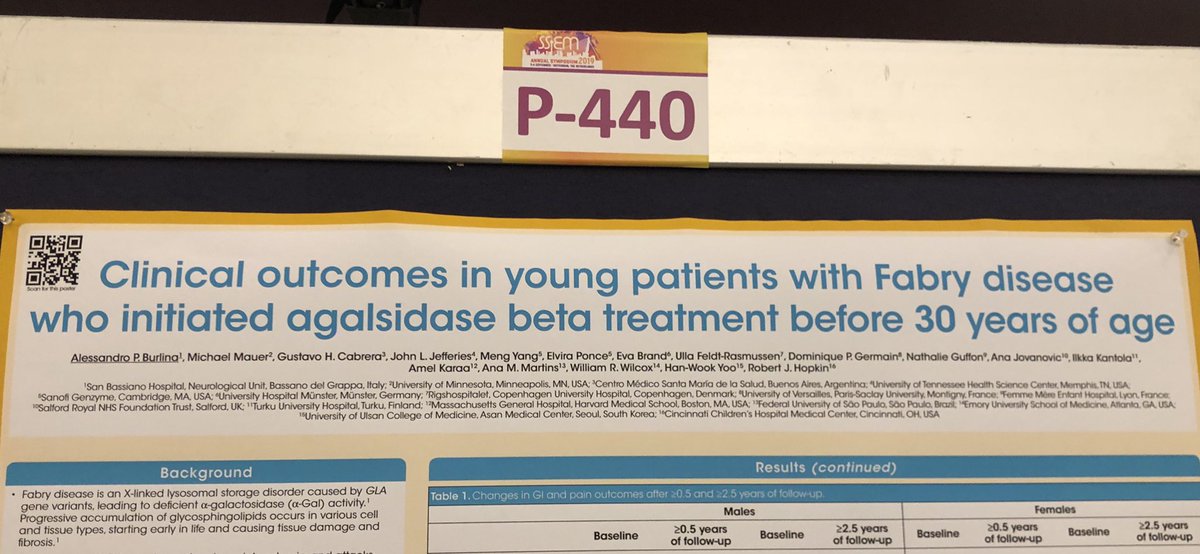 SSIEM
ANNUAL SYMPOSIUM 2019
P-440
Scan for this poster
Clinical outcomes in young patients with Fabry disease
who initiated agalsidase beta treatment before 30 years of age
Alessandro P. Burlina¹, Michael Mauer², Gustavo H. Cabrera³, John L. Jefferies⁴, Meng Yang⁵, Elvira Ponce⁵, Eva Brand⁶, Ulla Feldt-Rasmussen⁷, Dominique P. Germain⁸, Nathalie Guffon⁹, Ana Jovanovic¹⁰, Ilkka Kantola¹¹,
Amel Karaa¹², Ana M. Martins¹³, William R. Wilcox¹⁴, Han-Wook Yoo¹⁵, Robert J. Hopkin¹⁶
¹San Bassiano Hospital, Neurological Unit, Bassano del Grappa, Italy; ²University of Minnesota, Minneapolis, MN, USA; ³Centro Médico Santa María de la Salud, Buenos Aires, Argentina; ⁴University of Tennessee Health Science Center, Memphis, TN, USA;
⁵Sanofi Genzyme, Cambridge, MA, USA; ⁶University Hospital Münster, Münster, Germany; ⁷Rigshospitalet, Copenhagen University Hospital, Copenhagen, Denmark; ⁸University of Versailles, Paris-Saclay University, Montigny, France; ⁹Femme Mère Enfant Hospital, Lyon, France;
¹⁰Salford Royal NHS Foundation Trust, Salford, UK; ¹¹Turku University Hospital, Turku, Finland; ¹²Massachusetts General Hospital, Harvard Medical School, Boston, MA, USA; ¹³Federal University of São Paulo, São Paulo, Brazil; ¹⁴Emory University School of Medicine, Atlanta, GA, USA;
¹⁵University of Ulsan College of Medicine, Asan Medical Center, Seoul, South Korea; ¹⁶Cincinnati Children's Hospital Medical Center, Cincinnati, OH, USA
Background
• Fabry disease is an X-linked lysosomal storage disorder caused by GLA
gene variants, leading to deficient α-galactosidase (α-Gal) activity.¹
Progressive accumulation of glycosphingolipids occurs in various cell
and tissue types, starting early in life and causing tissue damage and
fibrosis.¹
Results (continued)
Table 1. Changes in GI and pain outcomes after ≥0.5 and ≥2.5 years of follow-up.
Males Females
Baseline ≥0.5 years of follow-up Baseline ≥2.5 years of follow-up Baseline ≥0.5 years of follow-up Baseline ≥2.5 years of follow-up